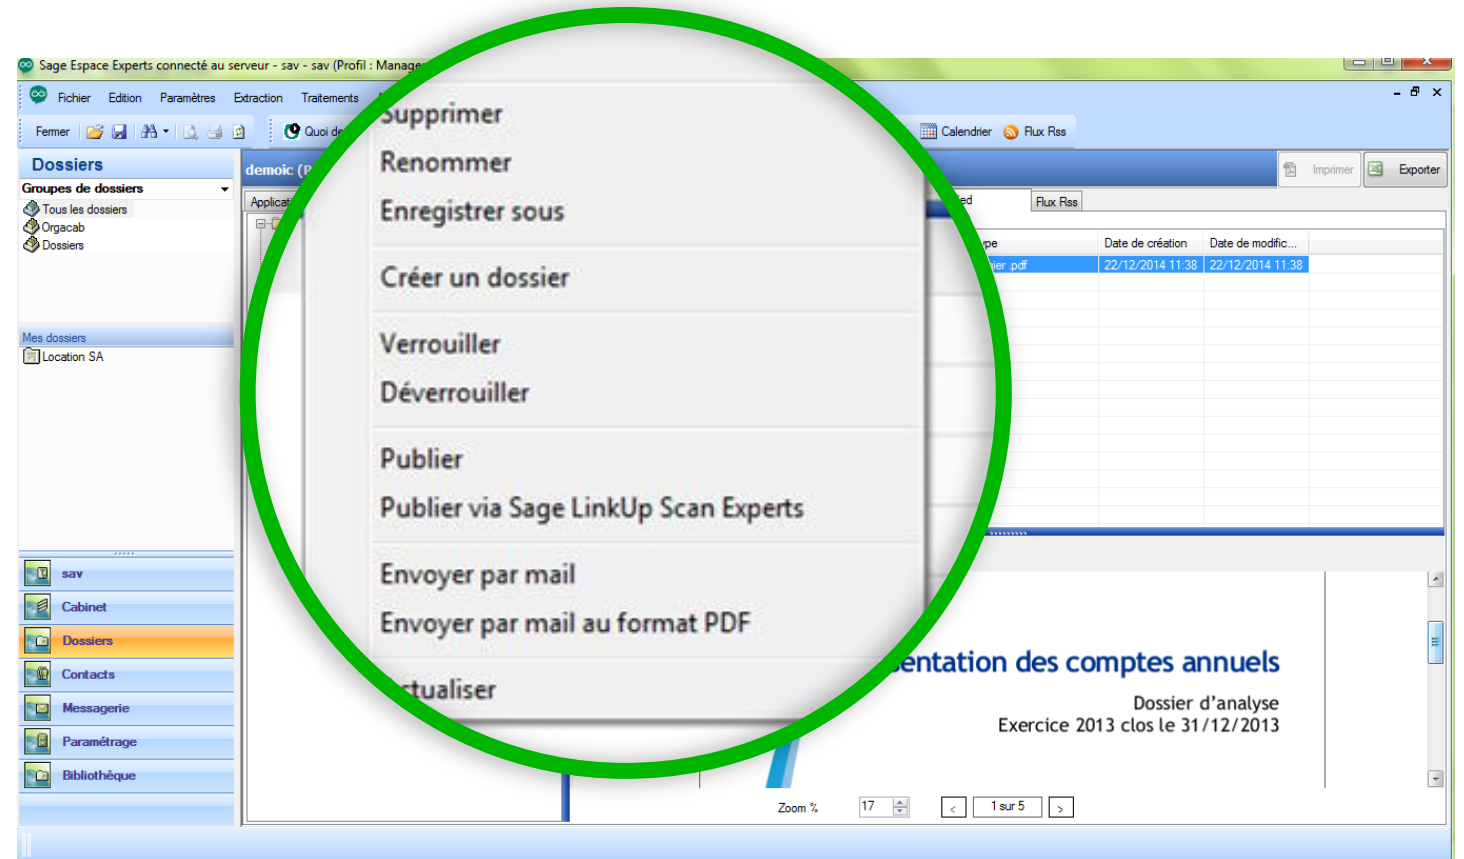 Sage Espace Experts connecté au serveur - sav - sav (Profil : Manage
Fichier Edition Paramètres Extraction Traitements
Fermer Quoi de Calendrier Flux Rss
Dossiers
Groupes de dossiers
Tous les dossiers
Orgacab
Dossiers
Mes dossiers
Location SA
sav
Cabinet
Dossiers
Contacts
Messagerie
Paramétrage
Bibliothèque
demoic
Imprimer Exporter
Flux Rss
Date de création Date de modific...
pdf 22/12/2014 11:38 22/12/2014 11:38
Supprimer
Renommer
Enregistrer sous
Créer un dossier
Verrouiller
Déverrouiller
Publier
Publier via Sage LinkUp Scan Experts
Envoyer par mail
Envoyer par mail au format PDF
ctualiser
entation des comptes annuels
Dossier d'analyse
Exercice 2013 clos le 31/12/2013
Zoom % 17 < 1 sur 5 >